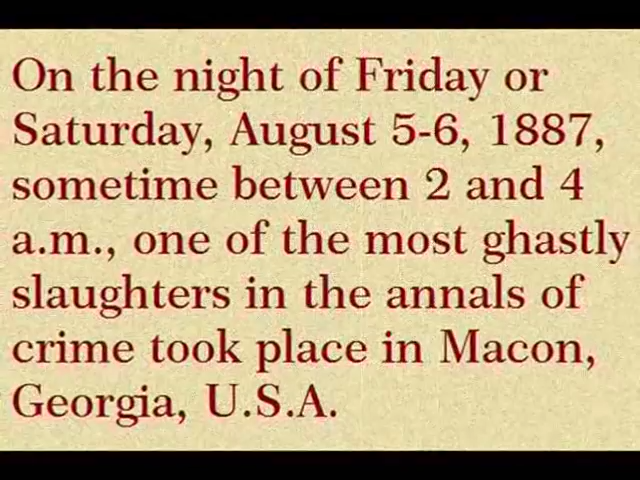 On the night of Friday or
Saturday, August 5-6, 1887,
sometime between 2 and 4
a.m., one of the most ghastly
slaughters in the annals of
crime took place in Macon,
Georgia, U.S.A.